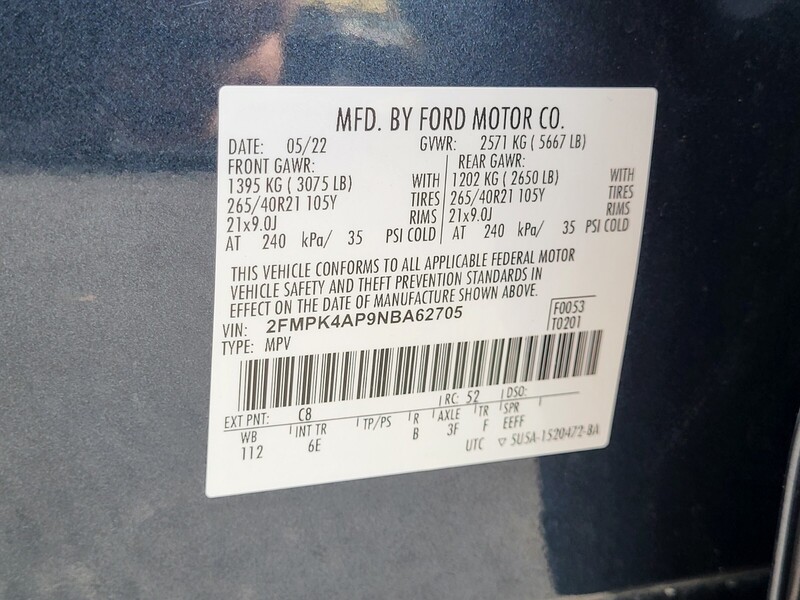 MFD. BY FORD MOTOR CO.
DATE: 05/22 GVWR: 2571 KG ( 5667 LB)
FRONT GAWR: REAR GAWR:
1395 KG ( 3075 LB) WITH 1202 KG ( 2650 LB) WITH
265/40R21 105Y TIRES 265/40R21 105Y TIRES
21x9.0J RIMS 21x9.0J RIMS
AT 240 kPa/ 35 PSI COLD AT 240 kPa/ 35 PSI COLD
THIS VEHICLE CONFORMS TO ALL APPLICABLE FEDERAL MOTOR
VEHICLE SAFETY AND THEFT PREVENTION STANDARDS IN
EFFECT ON THE DATE OF MANUFACTURE SHOWN ABOVE.
VIN: 2FMPK4AP9NBA62705 F0053
TYPE: MPV T0201
EXT PNT: C8 RC: 52 DSO:
WB INT TR TP/PS R AXLE TR SPR
112 6E B 3F F EEFF
UTC ▽ 5U5A-1520472-BA